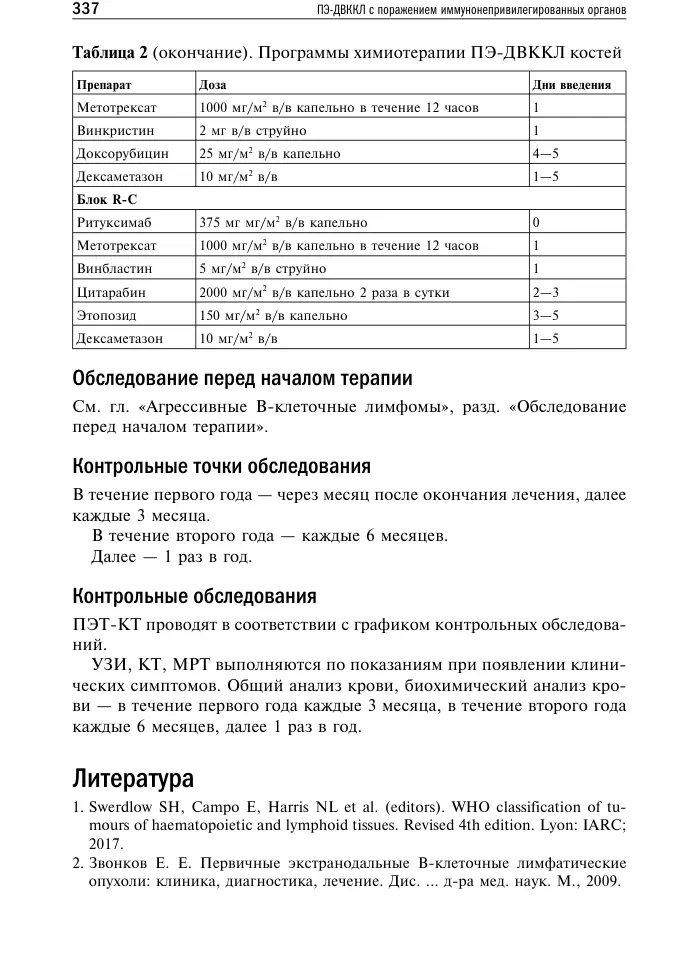 337 ПЭ-ДВККЛ с поражением иммунонепривилегированных органов
Таблица 2 (окончание). Программы химиотерапии ПЭ-ДВККЛ костей
Препарат Доза Дни введения
Метотрексат 1000 мг/м² в/в капельно в течение 12 часов 1
Винкристин 2 мг в/в струйно 1
Доксорубицин 25 мг/м² в/в капельно 4—5
Дексаметазон 10 мг/м² в/в 1—5
Блок R-C
Ритуксимаб 375 мг мг/м² в/в капельно 0
Метотрексат 1000 мг/м² в/в капельно в течение 12 часов 1
Винбластин 5 мг/м² в/в струйно 1
Цитарабин 2000 мг/м² в/в капельно 2 раза в сутки 2—3
Этопозид 150 мг/м² в/в капельно 3—5
Дексаметазон 10 мг/м² в/в 1—5
Обследование перед началом терапии
См. гл. «Агрессивные В-клеточные лимфомы», разд. «Обследование
перед началом терапии».
Контрольные точки обследования
В течение первого года — через месяц после окончания лечения, далее
каждые 3 месяца.
В течение второго года — каждые 6 месяцев.
Далее — 1 раз в год.
Контрольные обследования
ПЭТ-КТ проводят в соответствии с графиком контрольных обследова-
ний.
УЗИ, КТ, МРТ выполняются по показаниям при появлении клини-
ческих симптомов. Общий анализ крови, биохимический анализ кро-
ви — в течение первого года каждые 3 месяца, в течение второго года
каждые 6 месяцев, далее 1 раз в год.
Литература
1. Swerdlow SH, Campo E, Harris NL et al. (editors). WHO classification of tu-
mours of haematopoietic and lymphoid tissues. Revised 4th edition. Lyon: IARC;
2017.
2. Звонков Е. Е. Первичные экстранодальные В-клеточные лимфатические
опухоли: клиника, диагностика, лечение. Дис. ... д-ра мед. наук. М., 2009.